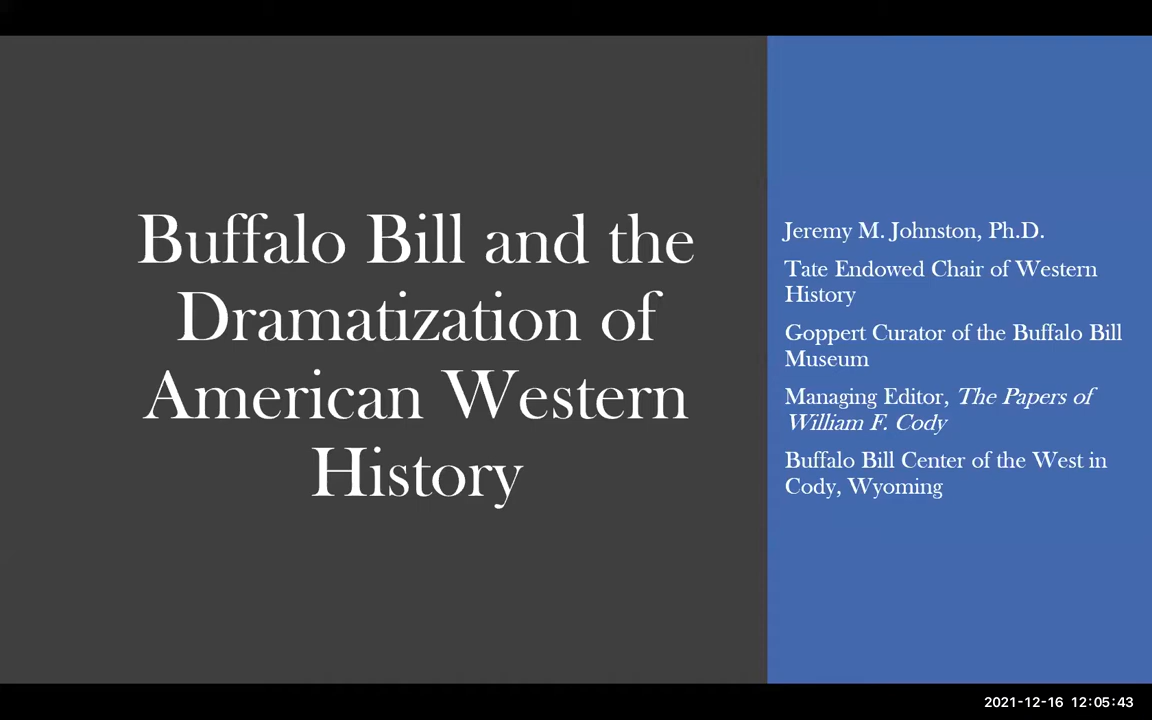 Buffalo Bill and the
Dramatization of
American Western
History
Jeremy M. Johnston, Ph.D.
Tate Endowed Chair of Western
History
Goppert Curator of the Buffalo Bill
Museum
Managing Editor, The Papers of
William F. Cody
Buffalo Bill Center of the West in
Cody, Wyoming
2021-12-16 12:05:43